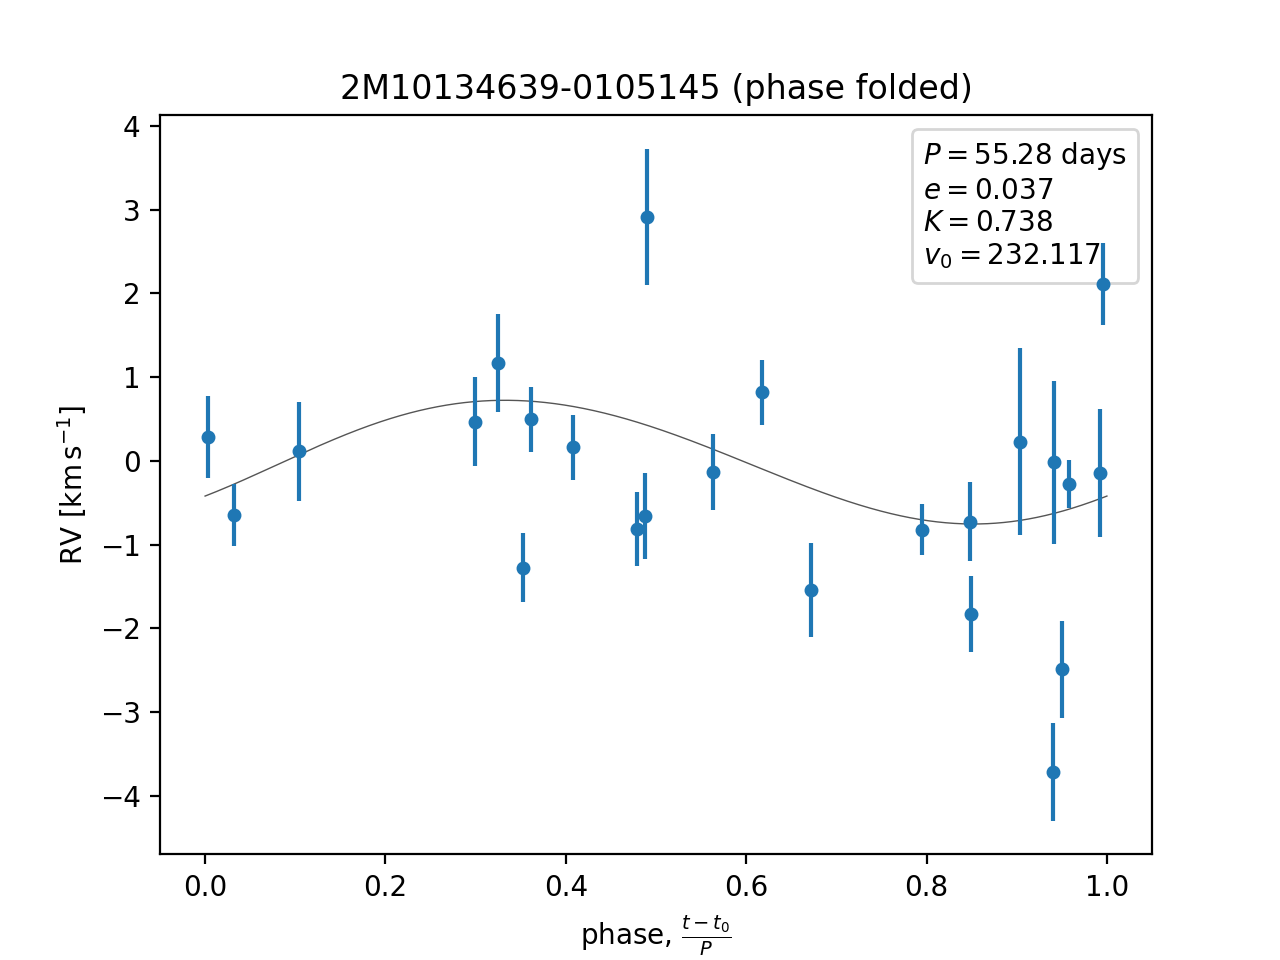 2M10134639-0105145 (phase folded)
P = 55.28 days
e = 0.037
K = 0.738
v₀ = 232.117
RV [km s⁻¹]
4
3
2
1
0
−1
−2
−3
−4
0.0 0.2 0.4 0.6 0.8 1.0
phase, (t − t₀)/P